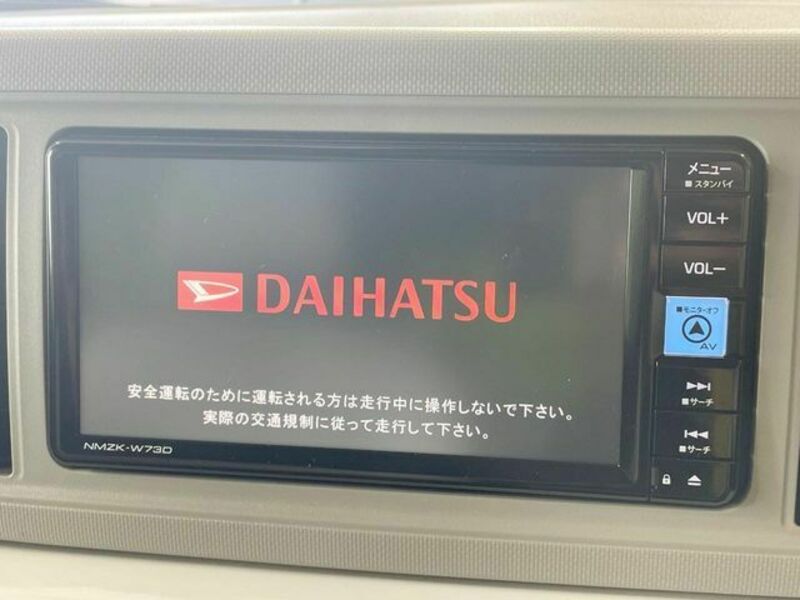 メニュー
■スタンバイ
VOL+
VOL−
■モニターオフ
AV
■サーチ
■サーチ
DAIHATSU
安全運転のために運転される方は走行中に操作しないで下さい。
実際の交通規制に従って走行して下さい。
NMZK-W73D